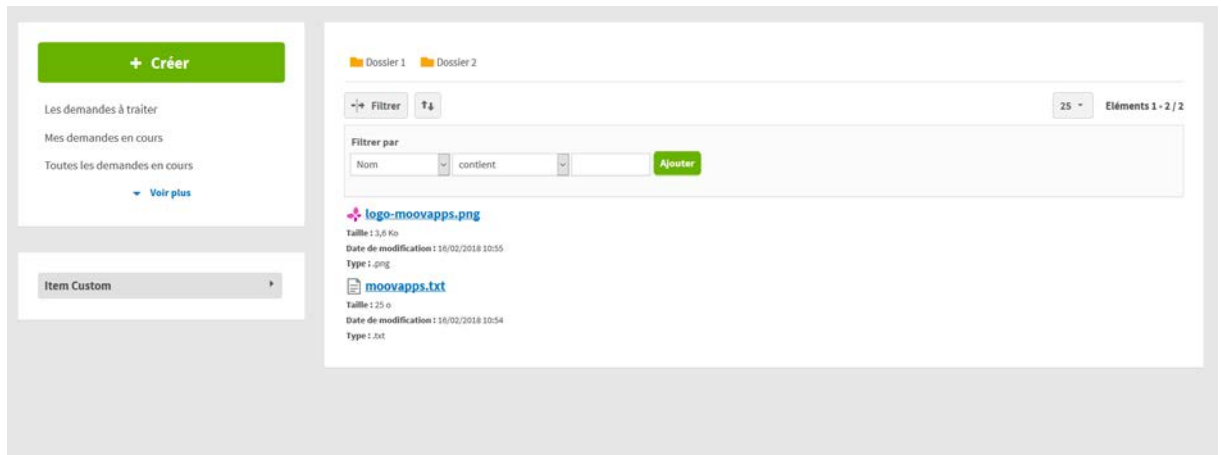 + Créer
Les demandes à traiter
Mes demandes en cours
Toutes les demandes en cours
Voir plus
Item Custom
Dossier 1 Dossier 2
Filtrer
25 Eléments 1 - 2 / 2
Filtrer par
Nom contient Ajouter
logo-moovapps.png
Taille : 3,6 Ko
Date de modification : 16/02/2018 10:55
Type : .png
moovapps.txt
Taille : 25 o
Date de modification : 16/02/2018 10:54
Type : .txt